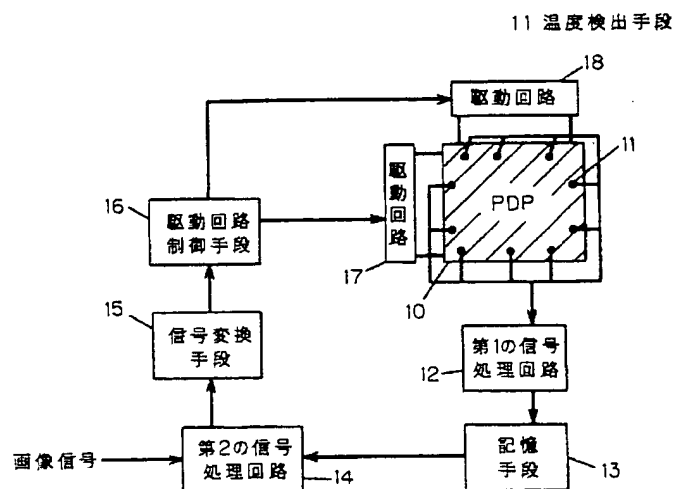 11 温度検出手段
18
駆動回路
11
駆動回路
PDP
16
駆動回路
制御手段
17
10
15
信号変換
手段
第1の信号
処理回路
12
画像信号
第2の信号
処理回路
14
記憶
手段
13